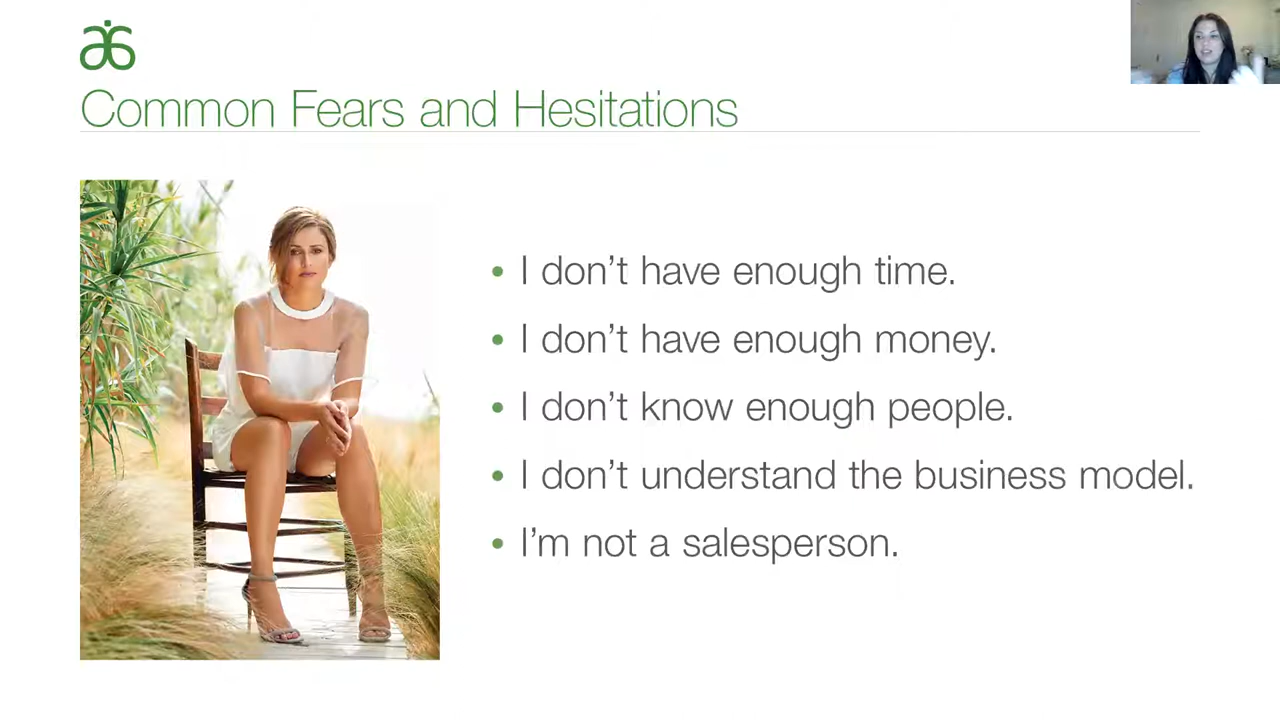 Common Fears and Hesitations
• I don't have enough time.
• I don't have enough money.
• I don't know enough people.
• I don't understand the business model.
• I'm not a salesperson.